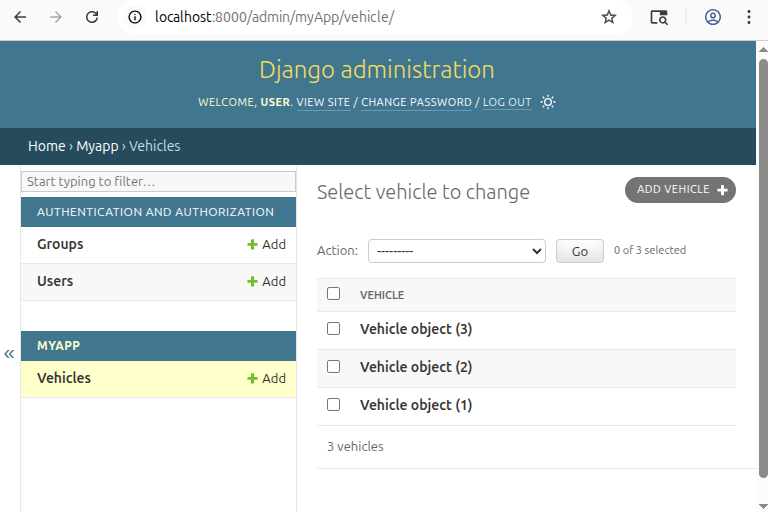 localhost:8000/admin/myApp/vehicle/
Django administration
WELCOME, USER. VIEW SITE / CHANGE PASSWORD / LOG OUT
Home › Myapp › Vehicles
Start typing to filter…
AUTHENTICATION AND AUTHORIZATION
Groups Add
Users Add
MYAPP
Vehicles Add
«
Select vehicle to change
ADD VEHICLE
Action: --------- Go 0 of 3 selected
VEHICLE
Vehicle object (3)
Vehicle object (2)
Vehicle object (1)
3 vehicles